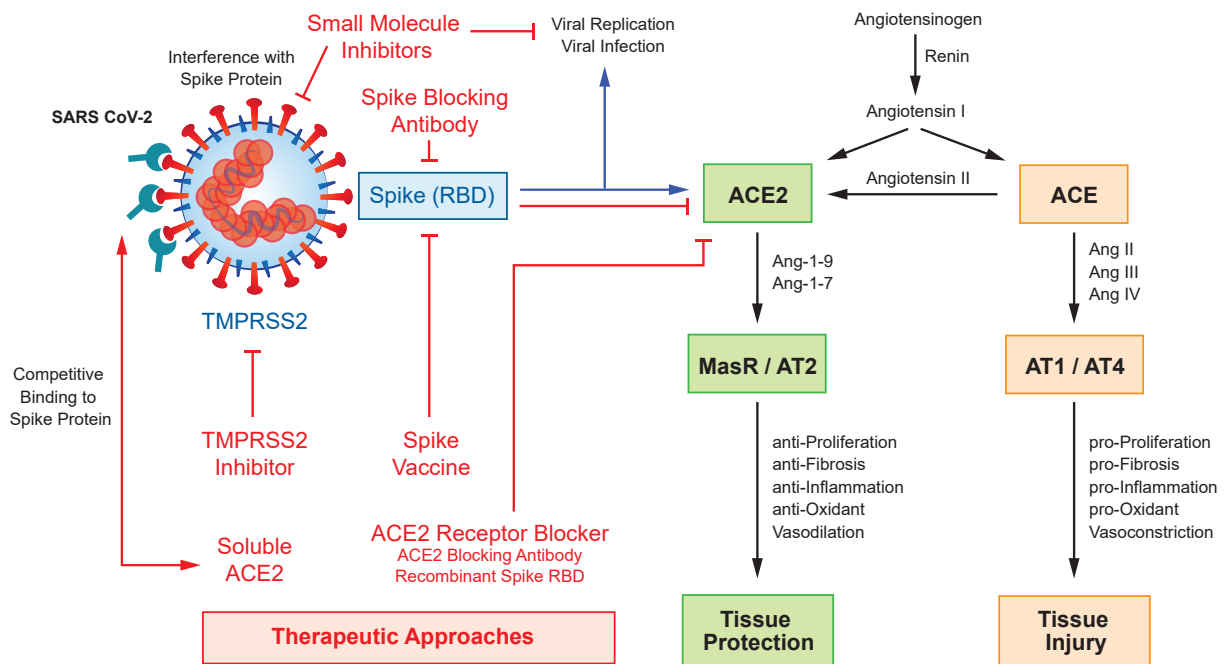 Small Molecule
Inhibitors
Viral Replication
Viral Infection
Interference with
Spike Protein
SARS CoV-2
Spike Blocking
Antibody
Spike (RBD)
TMPRSS2
Competitive
Binding to
Spike Protein
TMPRSS2
Inhibitor
Spike
Vaccine
Soluble
ACE2
ACE2 Receptor Blocker
ACE2 Blocking Antibody
Recombinant Spike RBD
Therapeutic Approaches
Angiotensinogen
Renin
Angiotensin I
Angiotensin II
ACE2
ACE
Ang-1-9
Ang-1-7
Ang II
Ang III
Ang IV
MasR / AT2
AT1 / AT4
anti-Proliferation
anti-Fibrosis
anti-Inflammation
anti-Oxidant
Vasodilation
pro-Proliferation
pro-Fibrosis
pro-Inflammation
pro-Oxidant
Vasoconstriction
Tissue
Protection
Tissue
Injury